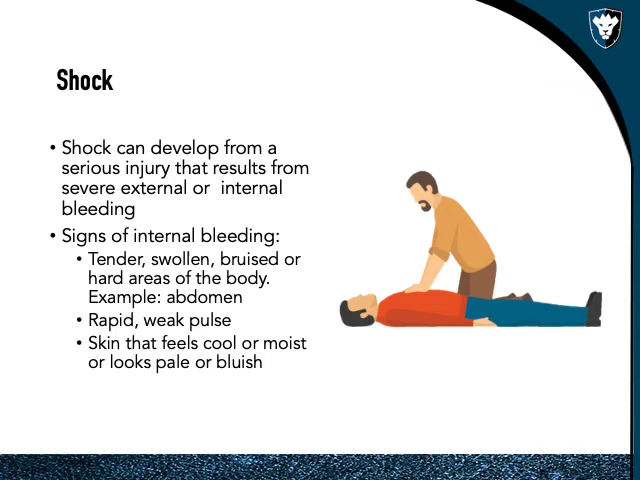 Shock
• Shock can develop from a
serious injury that results from
severe external or  internal
bleeding
• Signs of internal bleeding:
• Tender, swollen, bruised or
hard areas of the body.
Example: abdomen
• Rapid, weak pulse
• Skin that feels cool or moist
or looks pale or bluish